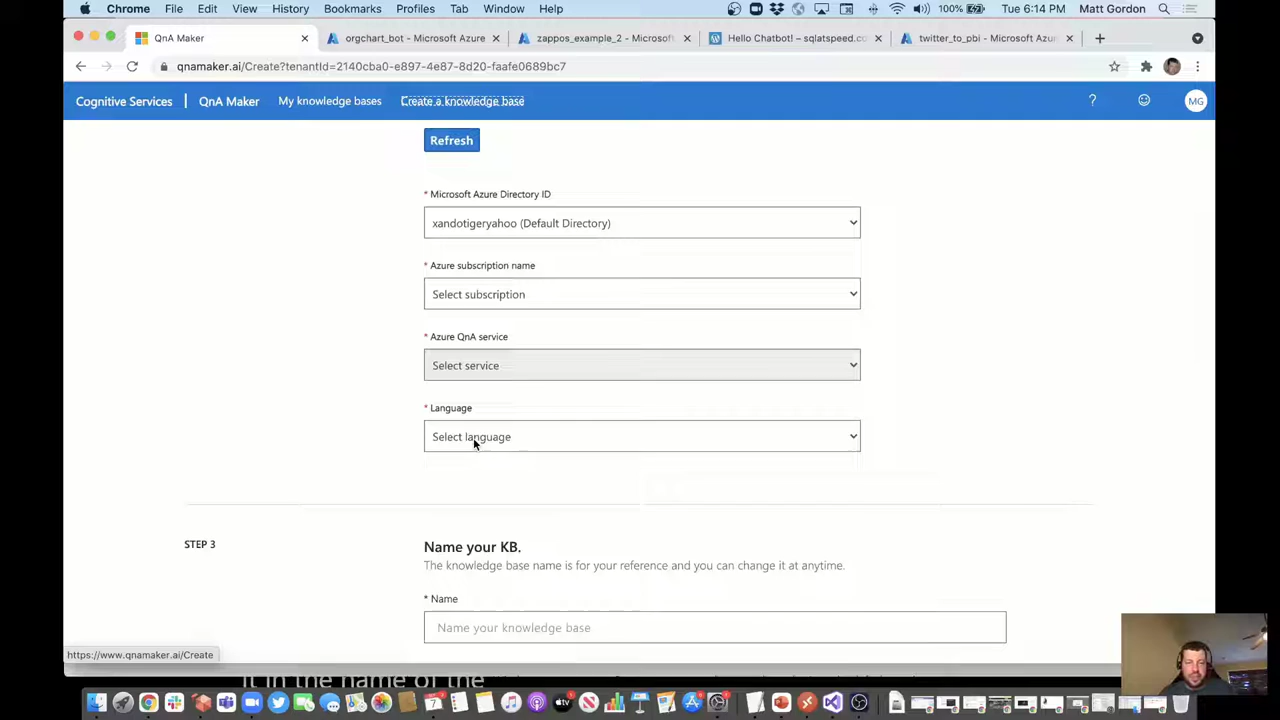 Chrome File Edit View History Bookmarks Profiles Tab Window Help 100% Tue 6:14 PM Matt Gordon
QnA Maker orgchart_bot - Microsoft Azure zappos_example_2 - Microsoft Hello Chatbot! – sqlatspeed.co twitter_to_pbi - Microsoft Azu
qnamaker.ai/Create?tenantId=2140cba0-e897-4e87-8d20-faafe0689bc7
Cognitive Services | QnA Maker My knowledge bases Create a knowledge base ? MG
Refresh
* Microsoft Azure Directory ID
xandotigeryahoo (Default Directory)
* Azure subscription name
Select subscription
* Azure QnA service
Select service
* Language
Select language
STEP 3
Name your KB.
The knowledge base name is for your reference and you can change it at anytime.
* Name
Name your knowledge base
https://www.qnamaker.ai/Create
it in the name of the